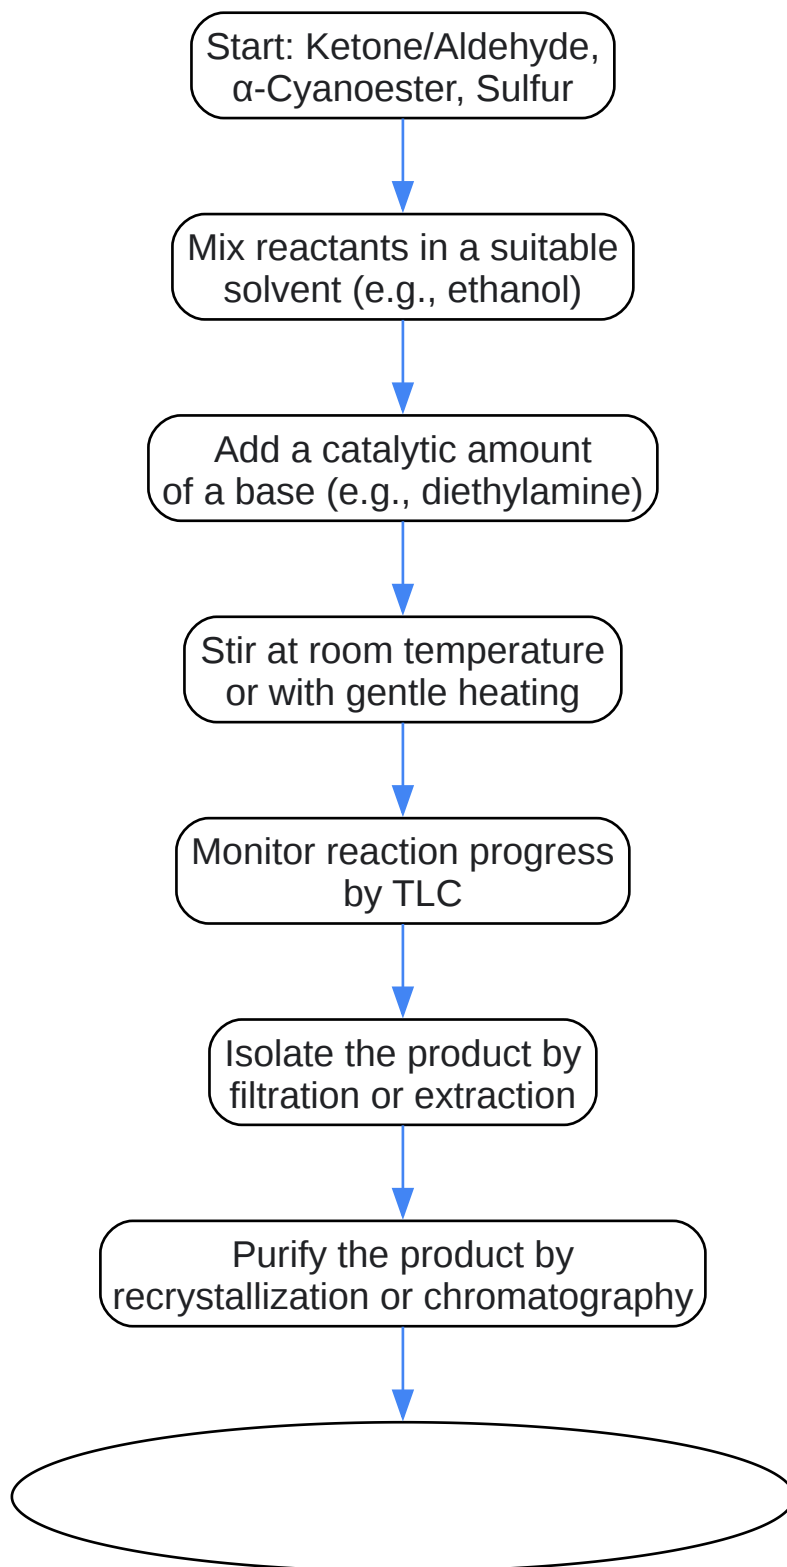 Start: Ketone/Aldehyde,
α-Cyanoester, Sulfur
Mix reactants in a suitable
solvent (e.g., ethanol)
Add a catalytic amount
of a base (e.g., diethylamine)
Stir at room temperature
or with gentle heating
Monitor reaction progress
by TLC
Isolate the product by
filtration or extraction
Purify the product by
recrystallization or chromatography